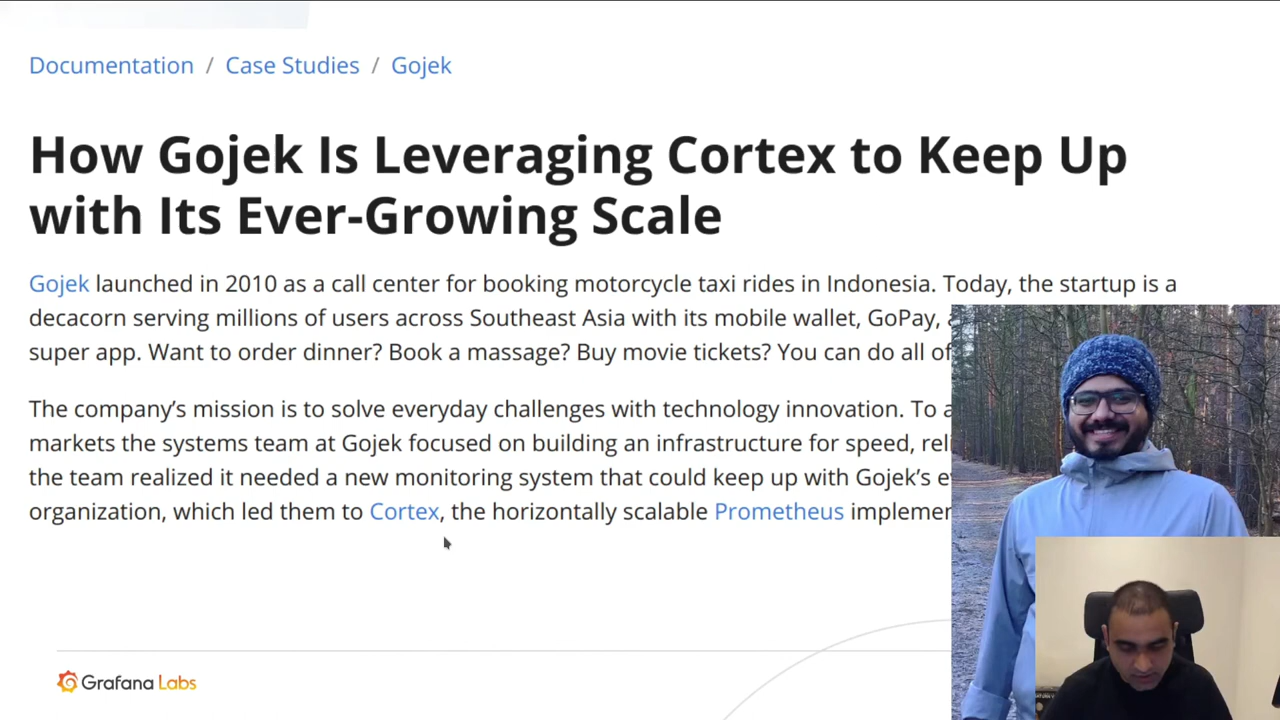 Documentation / Case Studies / Gojek
How Gojek Is Leveraging Cortex to Keep Up
with Its Ever-Growing Scale
Gojek launched in 2010 as a call center for booking motorcycle taxi rides in Indonesia. Today, the startup is a
decacorn serving millions of users across Southeast Asia with its mobile wallet, GoPay,
super app. Want to order dinner? Book a massage? Buy movie tickets? You can do all of
The company’s mission is to solve everyday challenges with technology innovation. To
markets the systems team at Gojek focused on building an infrastructure for speed,
the team realized it needed a new monitoring system that could keep up with Gojek’s
organization, which led them to Cortex, the horizontally scalable Prometheus
Grafana Labs